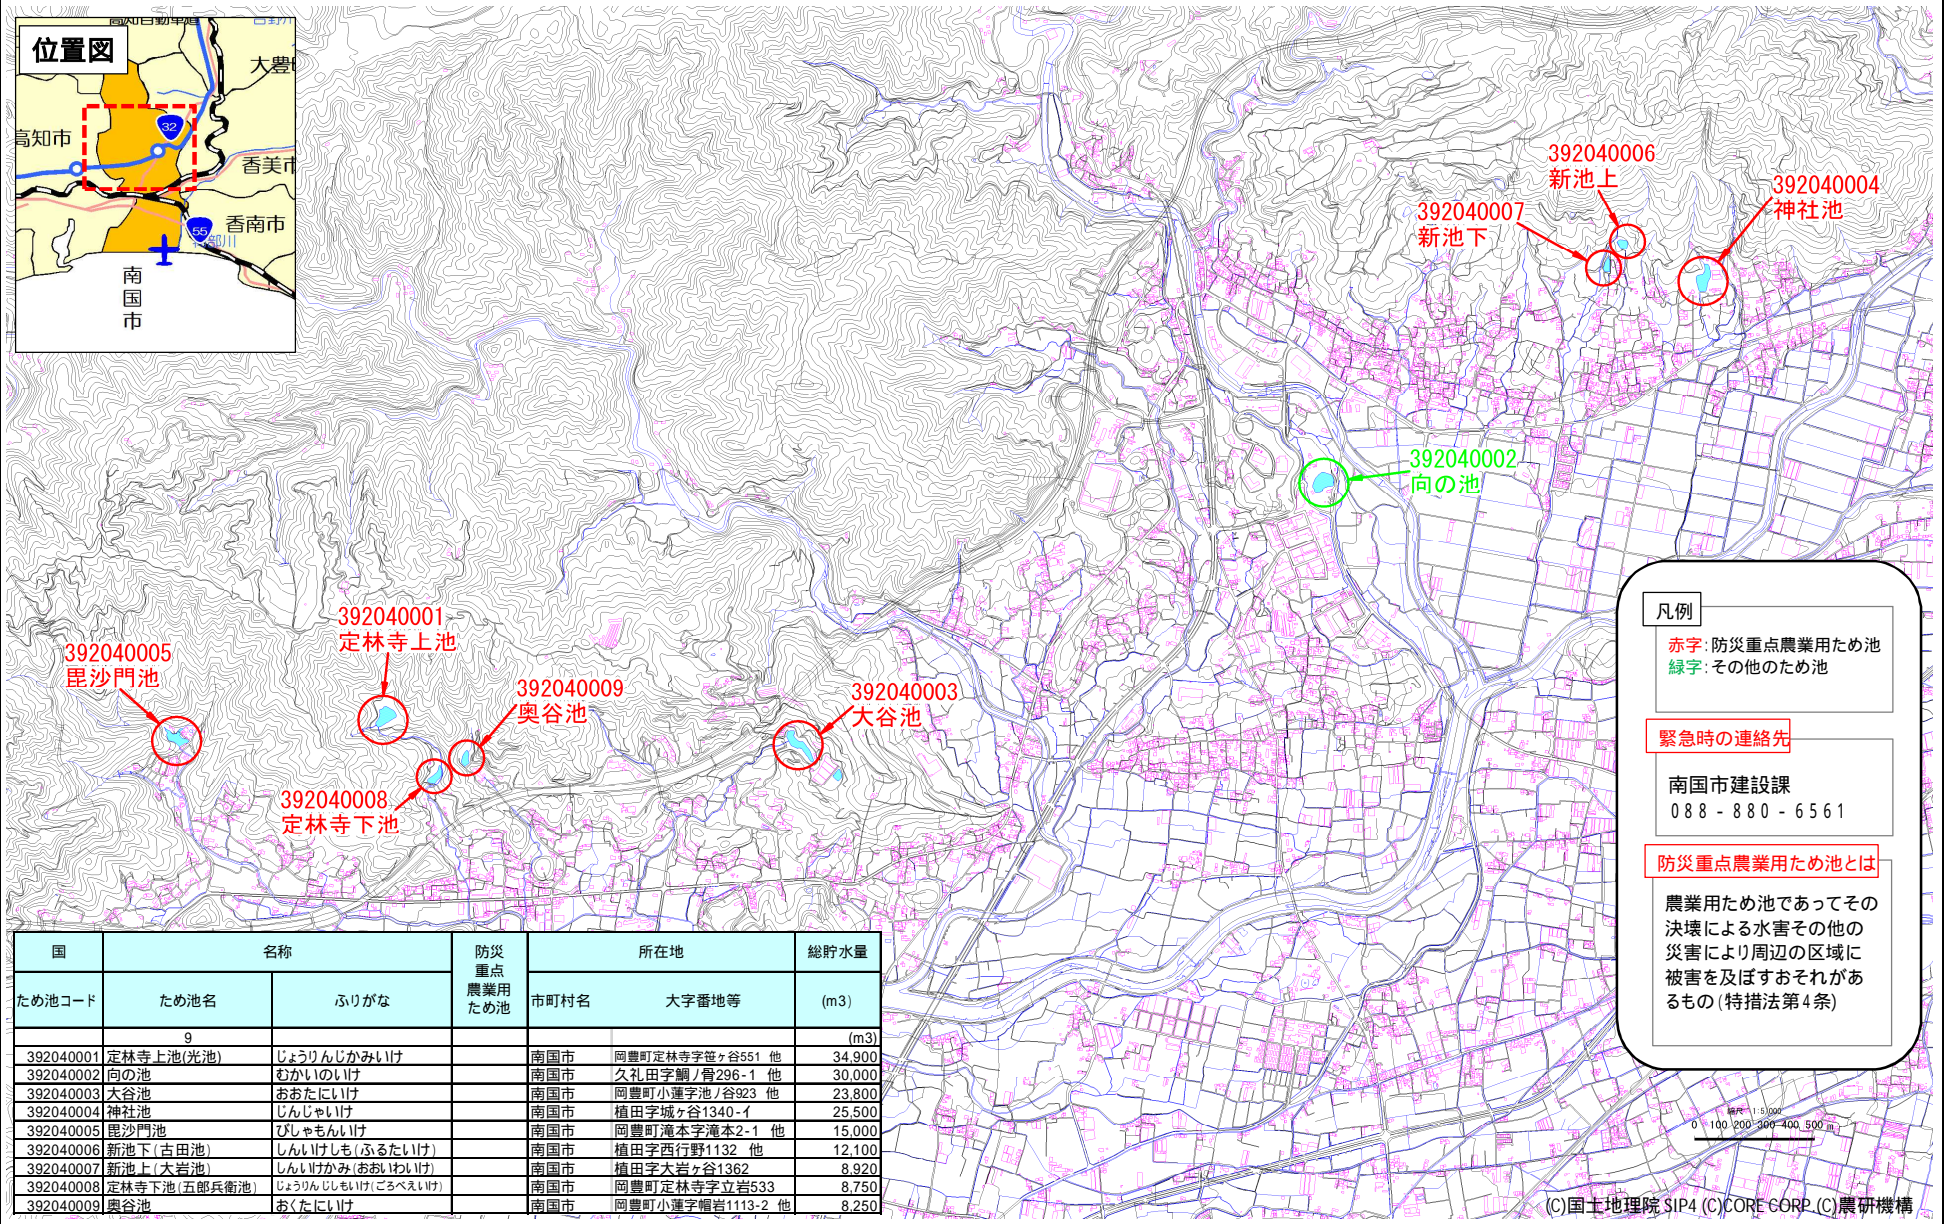 位置図
大豊
高知市
32
香美市
香南市
55
南
国
市
392040006
新池上
392040004
神社池
392040007
新池下
392040002
向の池
392040001
定林寺上池
392040005
毘沙門池
392040009
奥谷池
392040003
大谷池
392040008
定林寺下池
凡例
赤字:防災重点農業用ため池
緑字:その他のため池
緊急時の連絡先
南国市建設課
088-880-6561
防災重点農業用ため池とは
農業用ため池であってその
決壊による水害その他の
災害により周辺の区域に
被害を及ぼすおそれがあ
るもの(特措法第4条)
国 名称 防災重点農業用ため池 所在地 総貯水量
ため池コード ため池名 ふりがな 市町村名 大字番地等 (m3)
9 (m3)
392040001 定林寺上池(光池) じょうりんじかみいけ 南国市 岡豊町定林寺字笹ヶ谷551 他 34,900
392040002 向の池 むかいのいけ 南国市 久礼田字鯛ノ骨296-1 他 30,000
392040003 大谷池 おおたにいけ 南国市 岡豊町小蓮字池ノ谷923 他 23,800
392040004 神社池 じんじゃいけ 南国市 植田字城ヶ谷1340-イ 25,500
392040005 毘沙門池 びしゃもんいけ 南国市 岡豊町滝本字滝本2-1 他 15,000
392040006 新池下(古田池) しんいけしも(ふるたいけ) 南国市 植田字西行野1132 他 12,100
392040007 新池上(大岩池) しんいけかみ(おおいわいけ) 南国市 植田字大岩ヶ谷1362 8,920
392040008 定林寺下池(五郎兵衛池) じょうりんじしもいけ(ごろべえいけ) 南国市 岡豊町定林寺字立岩533 8,750
392040009 奥谷池 おくたにいけ 南国市 岡豊町小蓮字帽岩1113-2 他 8,250
縮尺 1:5,000
0 100 200 300 400 500 m
(C)国土地理院 SIP4 (C)CORE CORP.(C)農研機構